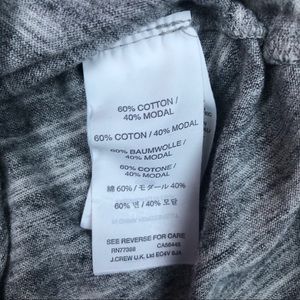 60% COTTON /
40% MODAL
60% COTON / 40% MODAL
60% BAUMWOLLE /
40% MODAL
60% COTONE /
40% MODAL
綿 60% / モダール 40%
60% 면 / 40% 모달
SEE REVERSE FOR CARE
RN77388
J.CREW U.K. Ltd EC4V 6JA